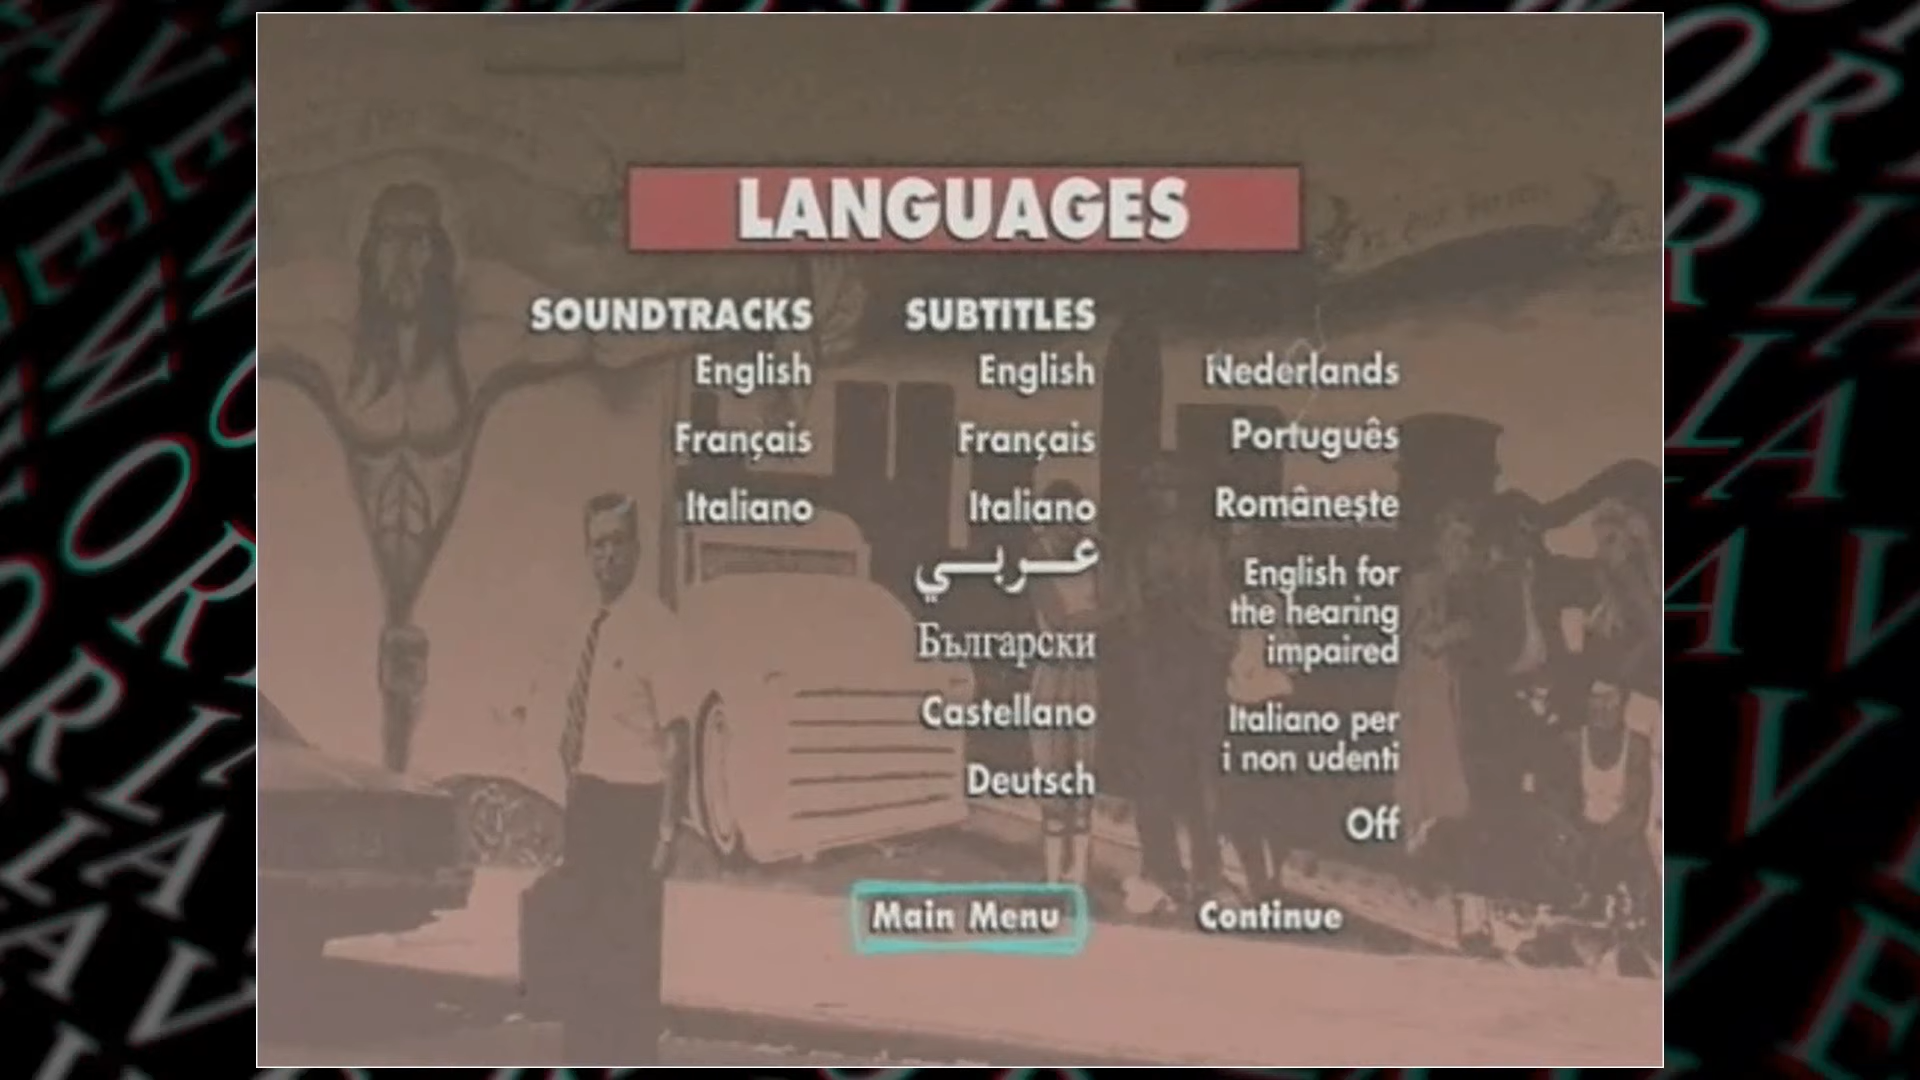 LANGUAGES
SOUNDTRACKS
English
Français
Italiano
SUBTITLES
English
Français
Italiano
عربي
Български
Castellano
Deutsch
Nederlands
Português
Românește
English for
the hearing
impaired
Italiano per
i non udenti
Off
Main Menu
Continue